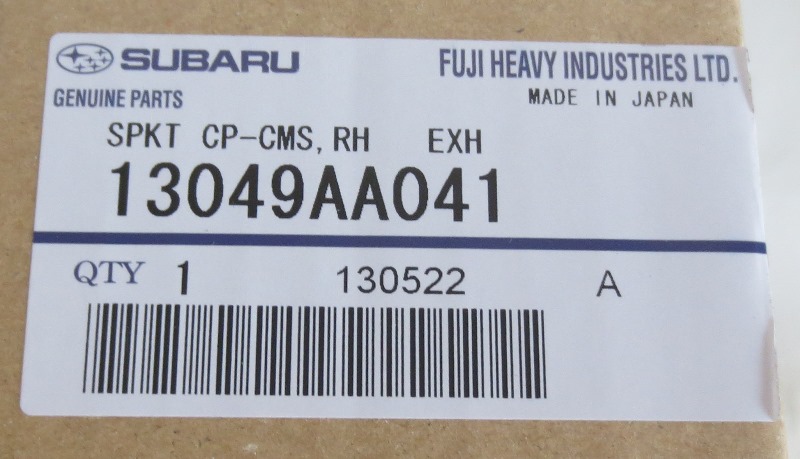 SUBARU FUJI HEAVY INDUSTRIES LTD.
GENUINE PARTS MADE IN JAPAN
SPKT CP-CMS, RH EXH
13049AA041
QTY 1 130522 A